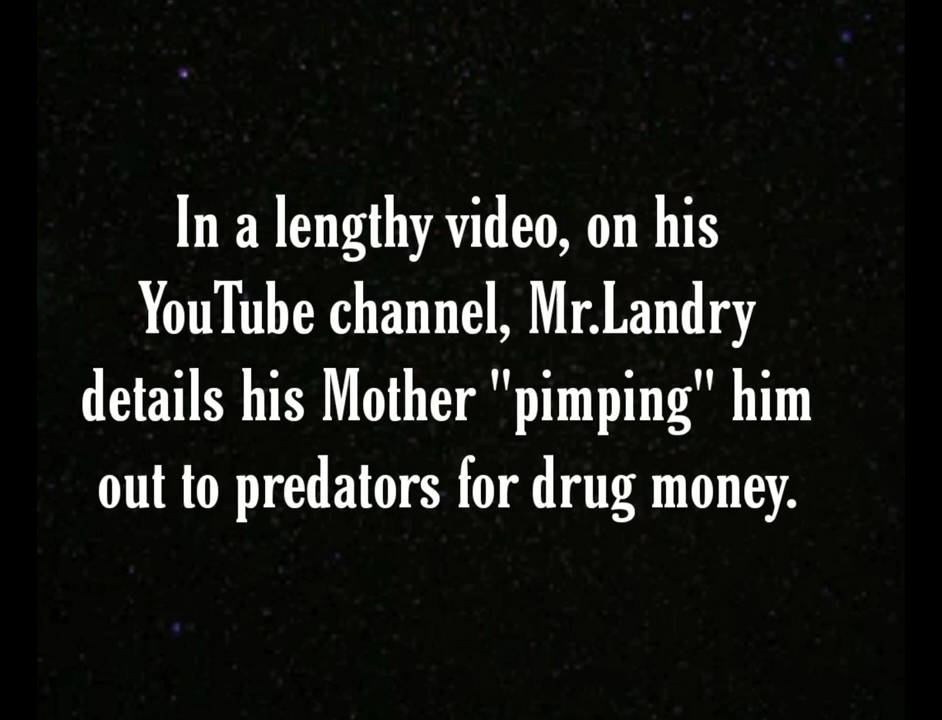 In a lengthy video, on his
YouTube channel, Mr.Landry
details his Mother "pimping" him
out to predators for drug money.